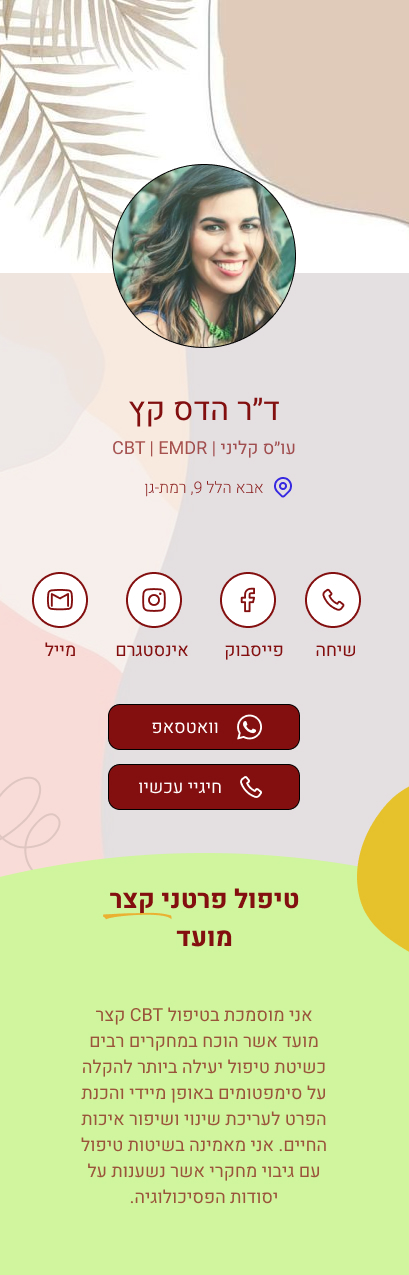 ד״ר הדס קץ
עו״ס קליני | CBT | EMDR
אבא הלל 9, רמת-גן
שיחה
פייסבוק
אינסטגרם
מייל
וואטסאפ
חיגיי עכשיו
טיפול פרטני קצר
מועד
אני מוסמכת בטיפול CBT קצר
מועד אשר הוכח במחקרים רבים
כשיטת טיפול יעילה ביותר להקלה
על סימפטומים באופן מיידי והכנת
הפרט לעריכת שינוי ושיפור איכות
החיים. אני מאמינה בשיטות טיפול
עם גיבוי מחקרי אשר נשענות על
יסודות הפסיכולוגיה.